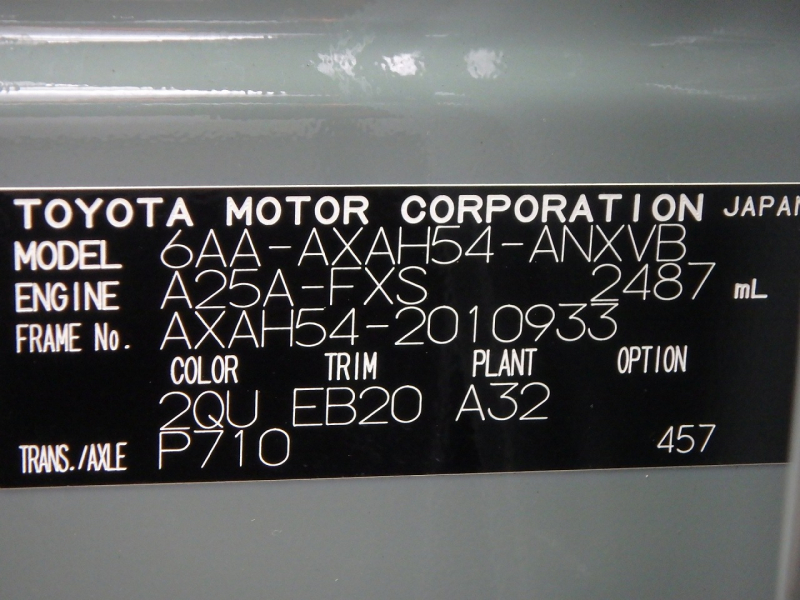 TOYOTA MOTOR CORPORATION JAPAN
MODEL 6AA-AXAH54-ANXVB
ENGINE A25A-FXS 2487 mL
FRAME No. AXAH54-2010933
COLOR TRIM PLANT OPTION
2QU EB20 A32
TRANS./AXLE P710 457